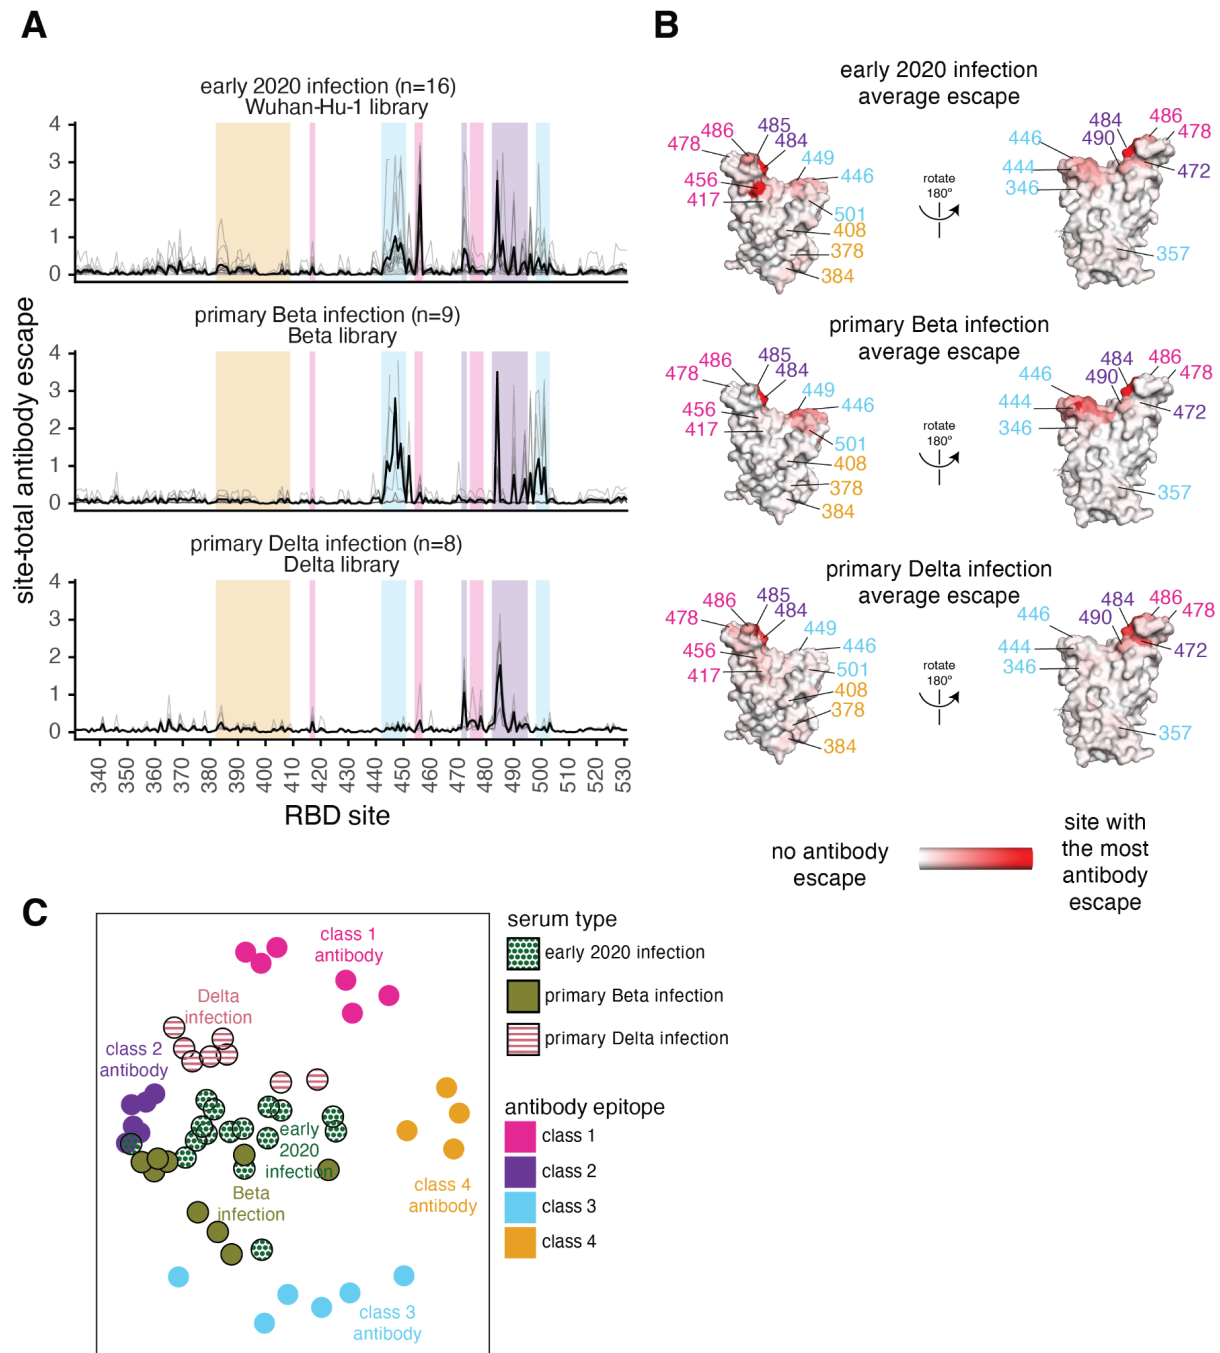 A
early 2020 infection (n=16)
Wuhan-Hu-1 library
4
3
2
1
0
primary Beta infection (n=9)
Beta library
4
3
2
1
0
primary Delta infection (n=8)
Delta library
4
3
2
1
0
site-total antibody escape
340 350 360 370 380 390 400 410 420 430 440 450 460 470 480 490 500 510 520 530
RBD site
B
early 2020 infection
average escape
478 486 485 484 449 446 456 417 501 408 378 384
rotate
180°
446 444 346 484 490 486 478 472 357
primary Beta infection
average escape
478 486 485 484 449 446 456 417 501 408 378 384
rotate
180°
446 444 346 484 490 486 478 472 357
primary Delta infection
average escape
478 486 485 484 449 446 456 417 501 408 378 384
rotate
180°
446 444 346 484 490 486 478 472 357
no antibody
escape
site with
the most
antibody
escape
C
class 1
antibody
Delta
infection
class 2
antibody
early
2020
infection
Beta
infection
class 4
antibody
class 3
antibody
serum type
early 2020 infection
primary Beta infection
primary Delta infection
antibody epitope
class 1
class 2
class 3
class 4